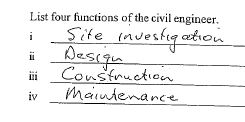 List four functions of the civil engineer.
i Site investigation
ii Design
iii Construction
iv Maintenance